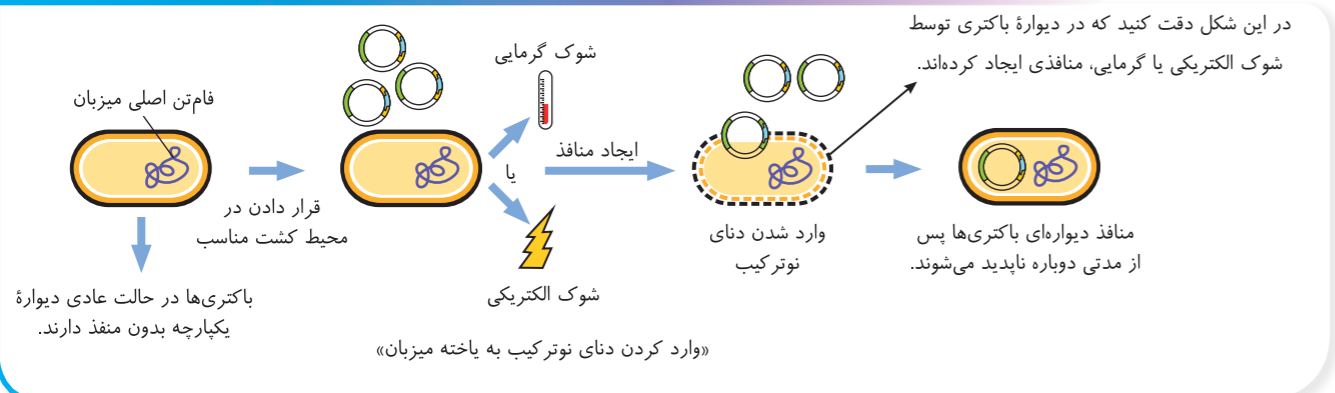 در این شکل دقت کنید که در دیوارۀ باکتری توسط
شوک الکتریکی یا گرمایی، منافذی ایجاد کرده‌اند.
فام‌تن اصلی میزبان
قرار دادن در
محیط کشت مناسب
باکتری‌ها در حالت عادی دیوارۀ
یکپارچه بدون منفذ دارند.
شوک گرمایی
یا
شوک الکتریکی
ایجاد منافذ
وارد شدن دنای
نوترکیب
منافذ دیواره‌ای باکتری‌ها پس
از مدتی دوباره ناپدید می‌شوند.
«وارد کردن دنای نوترکیب به یاخته میزبان»